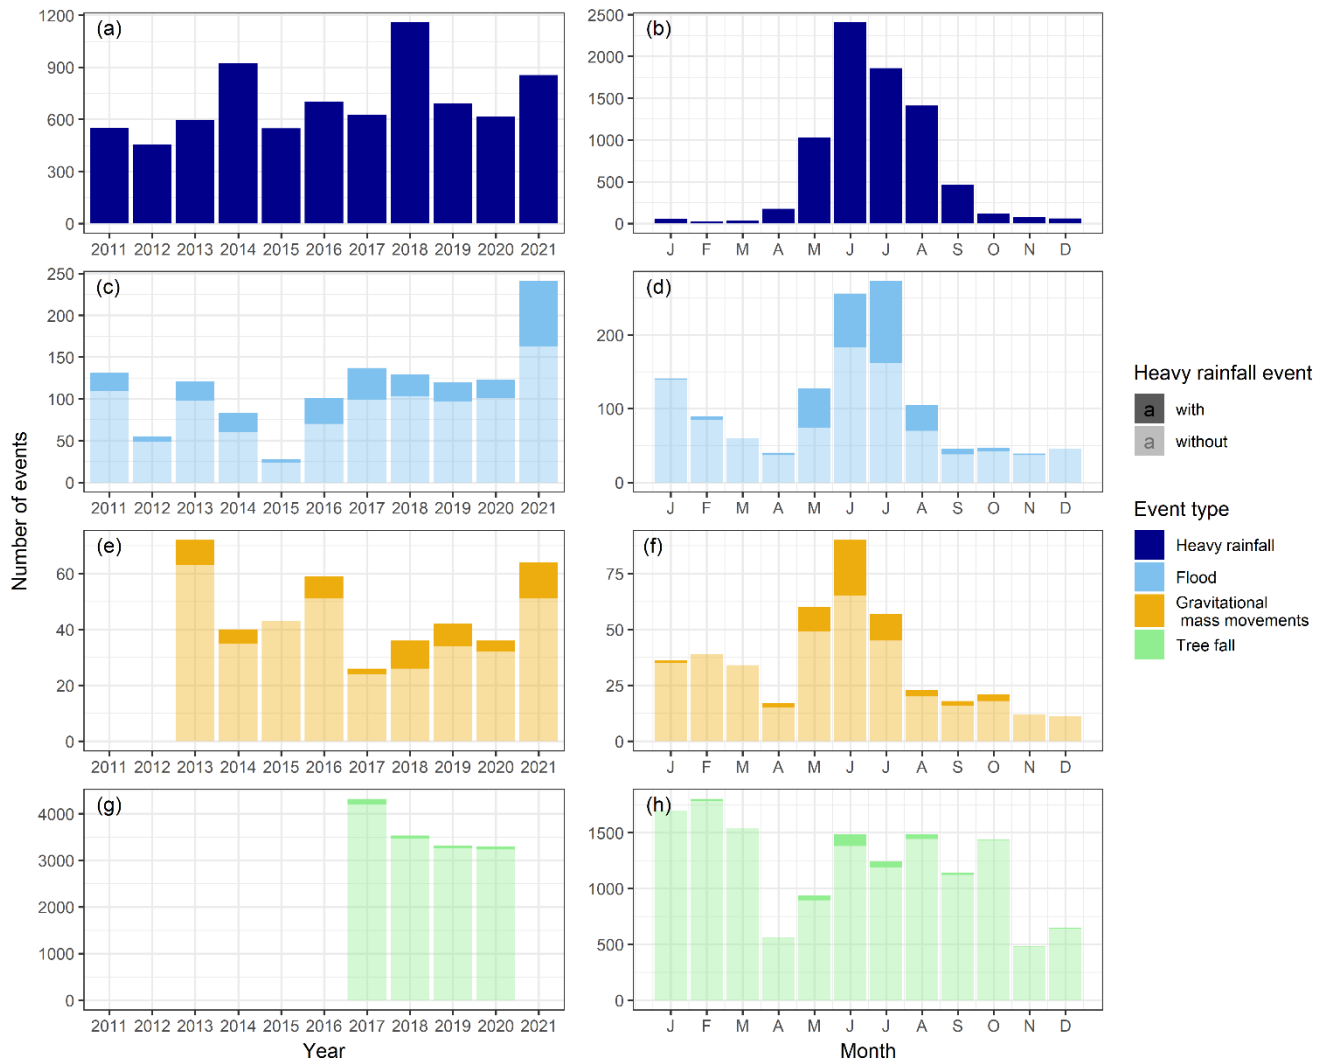 (a)
1200
900
600
300
0
2011 2012 2013 2014 2015 2016 2017 2018 2019 2020 2021
(b)
2500
2000
1500
1000
500
0
J F M A M J J A S O N D
(c)
250
200
150
100
50
0
2011 2012 2013 2014 2015 2016 2017 2018 2019 2020 2021
(d)
200
100
0
J F M A M J J A S O N D
(e)
60
40
20
0
2011 2012 2013 2014 2015 2016 2017 2018 2019 2020 2021
(f)
75
50
25
0
J F M A M J J A S O N D
(g)
4000
3000
2000
1000
0
2011 2012 2013 2014 2015 2016 2017 2018 2019 2020 2021
Year
(h)
1500
1000
500
0
J F M A M J J A S O N D
Month
Number of events
Heavy rainfall event
a with
a without
Event type
Heavy rainfall
Flood
Gravitational
mass movements
Tree fall